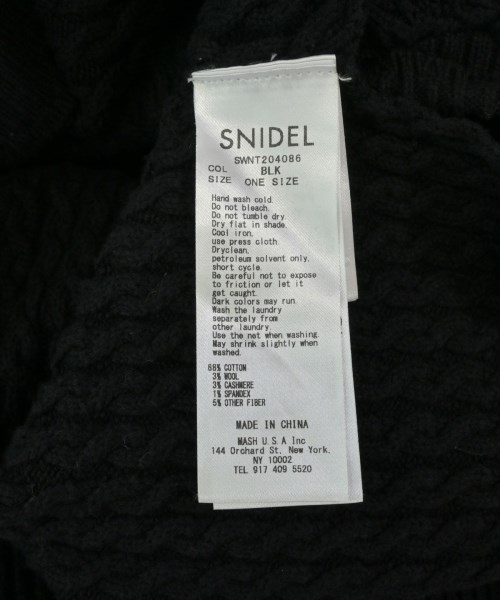 SNIDEL
SWNT204086
COL BLK
SIZE ONE SIZE
Hand wash cold.
Do not bleach.
Do not tumble dry.
Dry flat in shade.
Cool iron.
use press cloth.
Dryclean.
petroleum solvent only.
short cycle.
Be careful not to expose
to friction or let it
get caught.
Dark colors may run.
Wash the laundry
separately from
other laundry.
Use the net when washing.
May shrink slightly when
washed.
88% COTTON
3% WOOL
3% CASHMERE
1% SPANDEX
5% OTHER FIBER
MADE IN CHINA
MASH U.S.A Inc
144 Orchard St, New York.
NY 10002
TEL 917 409 5520